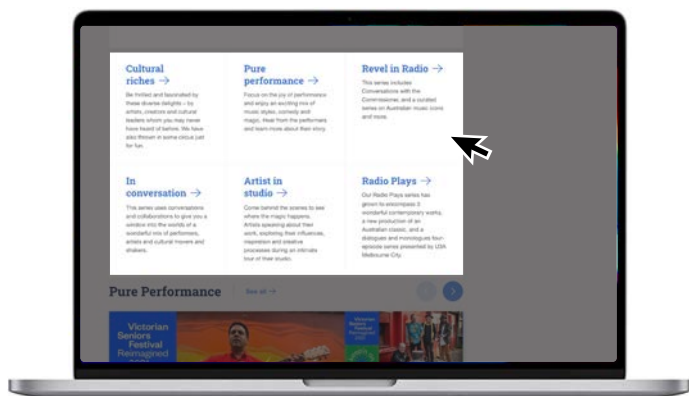 Cultural
riches →
Be thrilled and fascinated by
these diverse delights – by
artists, creators and cultural
leaders whom you may never
have heard of before. We have
also thrown in some circus just
for fun.
Pure
performance →
Focus on the joy of performance
and enjoy an exciting mix of
music styles, comedy and
magic. Hear from the performers
and learn more about their story.
Revel in Radio →
This series includes
Conversations with the
Commissioner, and a curated
series on Australian music icons
and more.
In
conversation →
This series uses conversations
and collaborations to give you a
window into the worlds of a
wonderful mix of performers,
artists and cultural movers and
shakers.
Artist in
studio →
Come behind the scenes to see
where the magic happens.
Artists speaking about their
work, exploring their influences,
inspiration and creative
processes during an intimate
tour of their studio.
Radio Plays →
Our Radio Plays series has
grown to encompass 3
wonderful contemporary works,
a new production of an
Australian classic, and a
dialogues and monologues four-
episode series presented by U3A
Melbourne City.
Pure Performance
See all →
Victorian
Seniors
Festival
Reimagined
2021
Victorian
Seniors
Festival
Reimagined